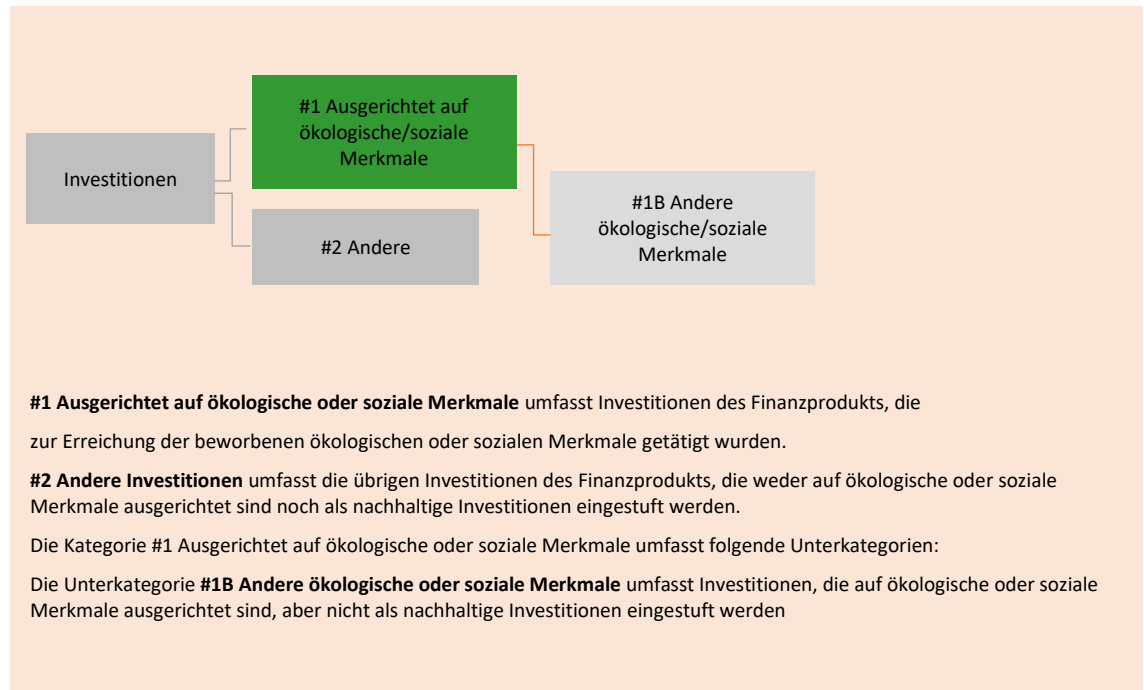 #1 Ausgerichtet auf
ökologische/soziale
Merkmale
Investitionen
#2 Andere
#1B Andere
ökologische/soziale
Merkmale
#1 Ausgerichtet auf ökologische oder soziale Merkmale umfasst Investitionen des Finanzprodukts, die
zur Erreichung der beworbenen ökologischen oder sozialen Merkmale getätigt wurden.
#2 Andere Investitionen umfasst die übrigen Investitionen des Finanzprodukts, die weder auf ökologische oder soziale
Merkmale ausgerichtet sind noch als nachhaltige Investitionen eingestuft werden.
Die Kategorie #1 Ausgerichtet auf ökologische oder soziale Merkmale umfasst folgende Unterkategorien:
Die Unterkategorie #1B Andere ökologische oder soziale Merkmale umfasst Investitionen, die auf ökologische oder soziale
Merkmale ausgerichtet sind, aber nicht als nachhaltige Investitionen eingestuft werden